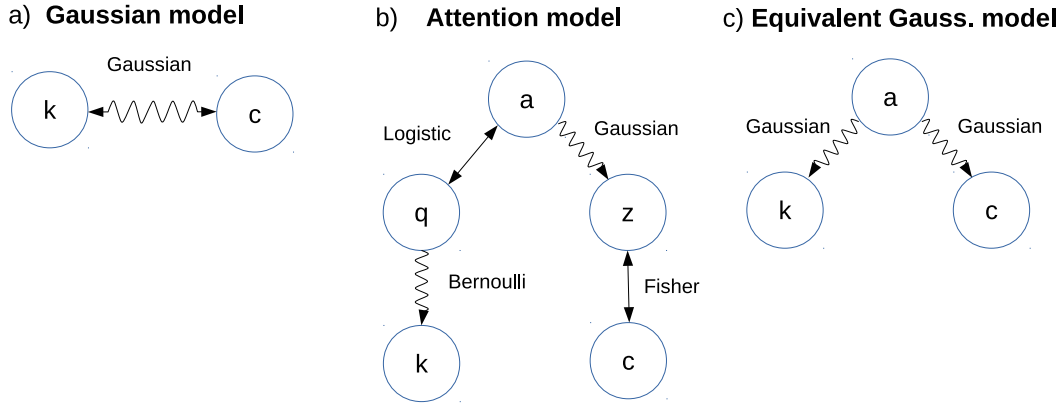 a) Gaussian model
Gaussian
k
c
b) Attention model
a
Logistic
Gaussian
q
z
Bernoulli
Fisher
k
c
c) Equivalent Gauss. model
a
Gaussian
Gaussian
k
c